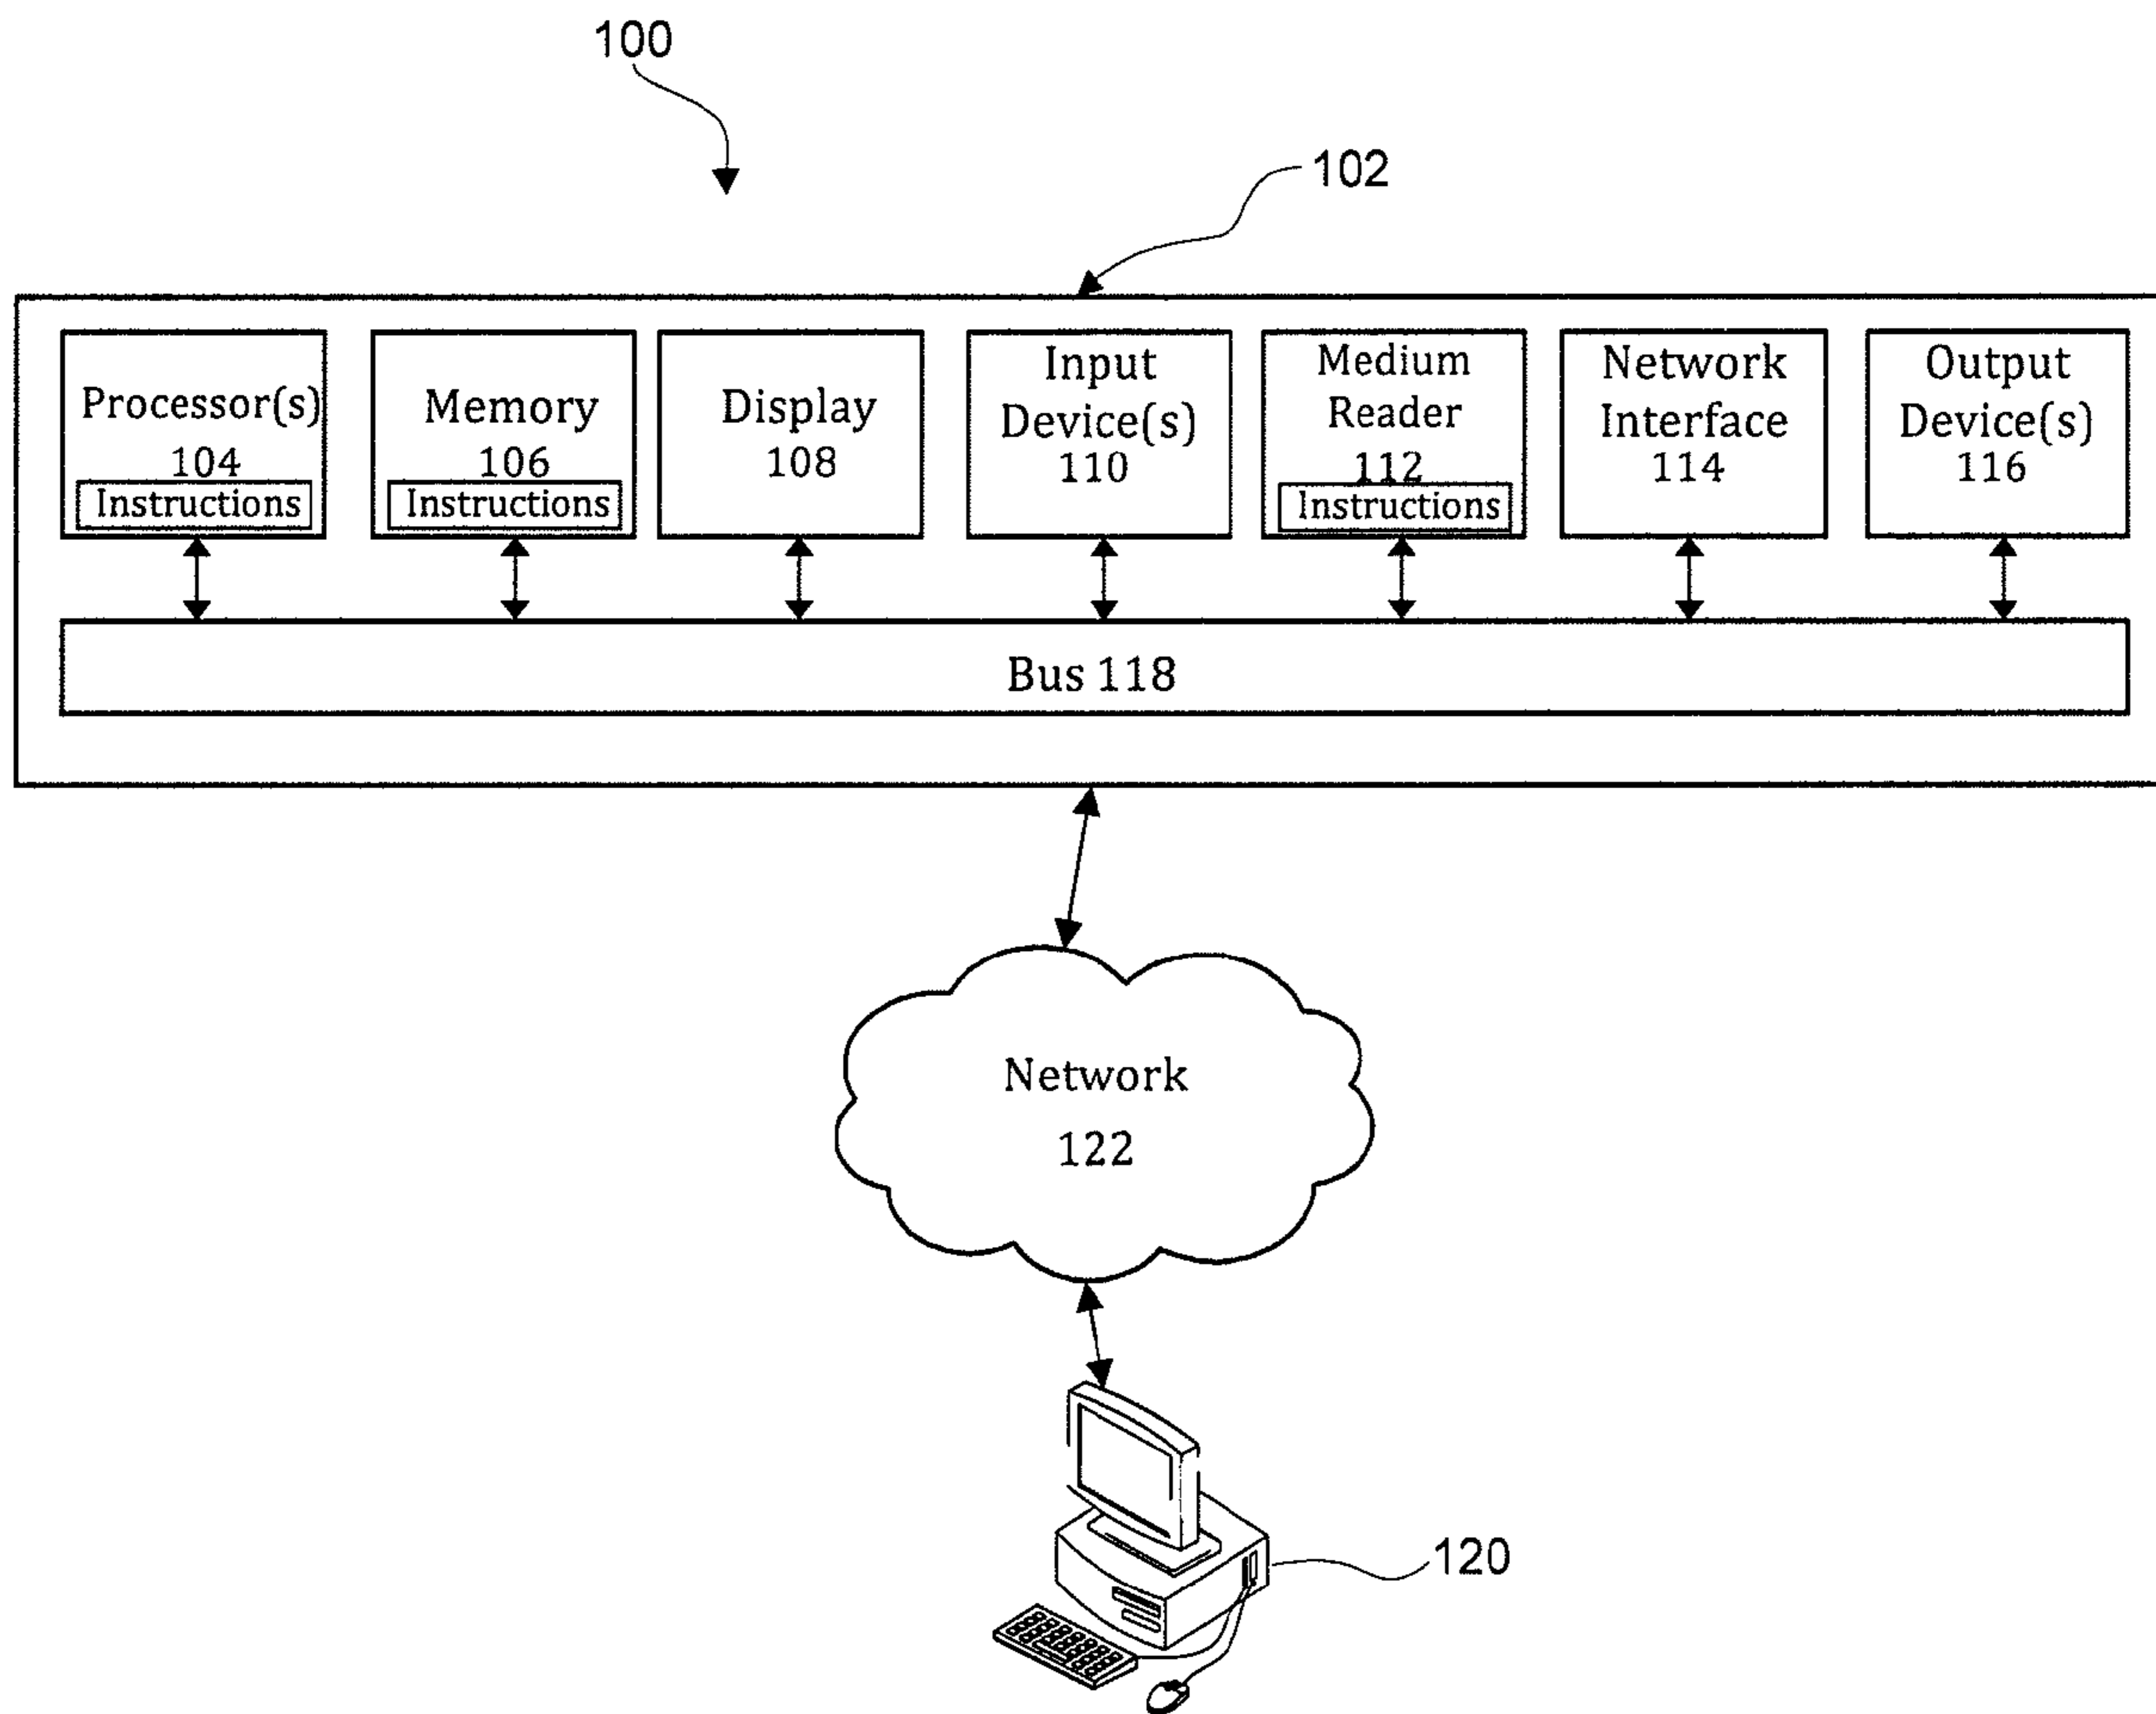 100
102
Processor(s)
104
Instructions
Memory
106
Instructions
Display
108
Input
Device(s)
110
Medium
Reader
112
Instructions
Network
Interface
114
Output
Device(s)
116
Bus 118
Network
122
120